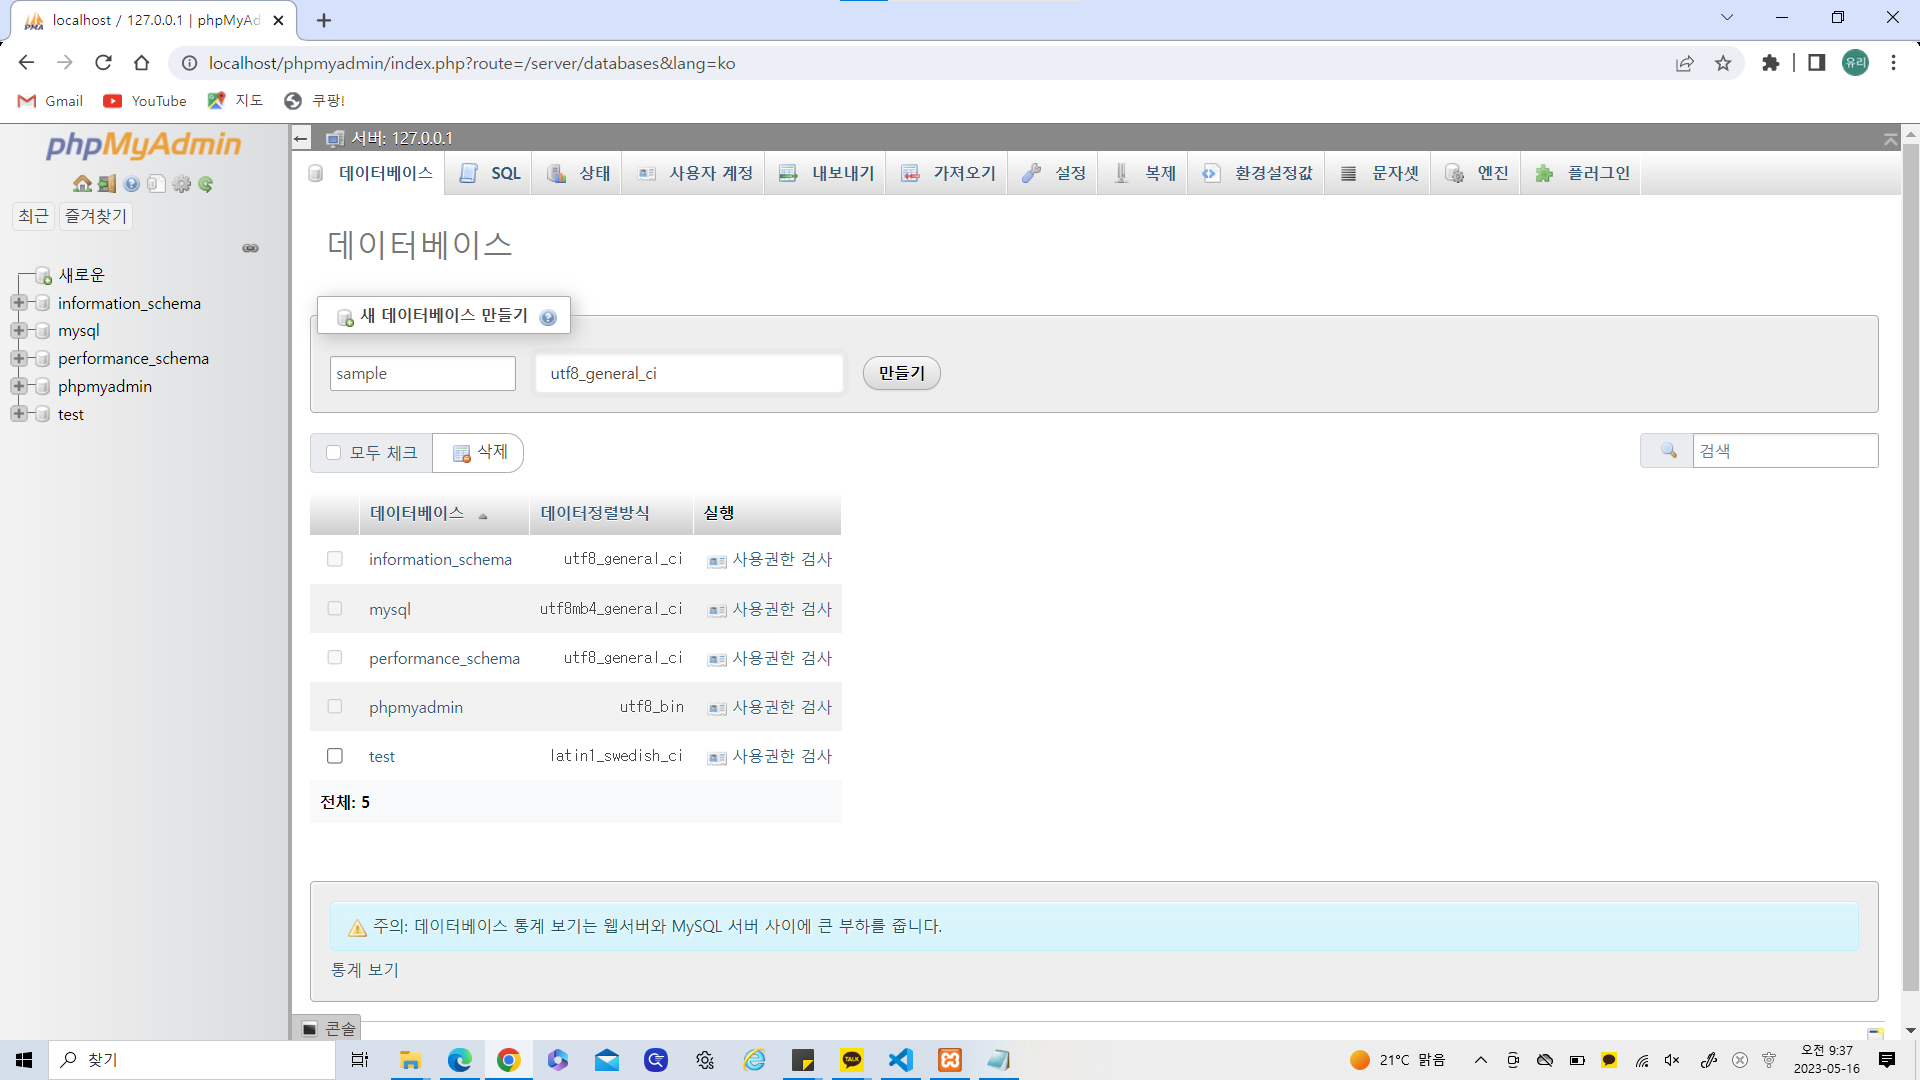 localhost / 127.0.0.1 | phpMyAd
localhost/phpmyadmin/index.php?route=/server/databases&lang=ko
유리
Gmail
YouTube
지도
쿠팡!
phpMyAdmin
최근
즐겨찾기
새로운
information_schema
mysql
performance_schema
phpmyadmin
test
서버: 127.0.0.1
데이터베이스
SQL
상태
사용자 계정
내보내기
가져오기
설정
복제
환경설정값
문자셋
엔진
플러그인
데이터베이스
새 데이터베이스 만들기
sample
utf8_general_ci
만들기
모두 체크
삭제
검색
데이터베이스 데이터정렬방식 실행
information_schema utf8_general_ci 사용권한 검사
mysql utf8mb4_general_ci 사용권한 검사
performance_schema utf8_general_ci 사용권한 검사
phpmyadmin utf8_bin 사용권한 검사
test latin1_swedish_ci 사용권한 검사
전체: 5
주의: 데이터베이스 통계 보기는 웹서버와 MySQL 서버 사이에 큰 부하를 줍니다.
통계 보기
콘솔
찾기
TALK
21°C 맑음
오전 9:37
2023-05-16